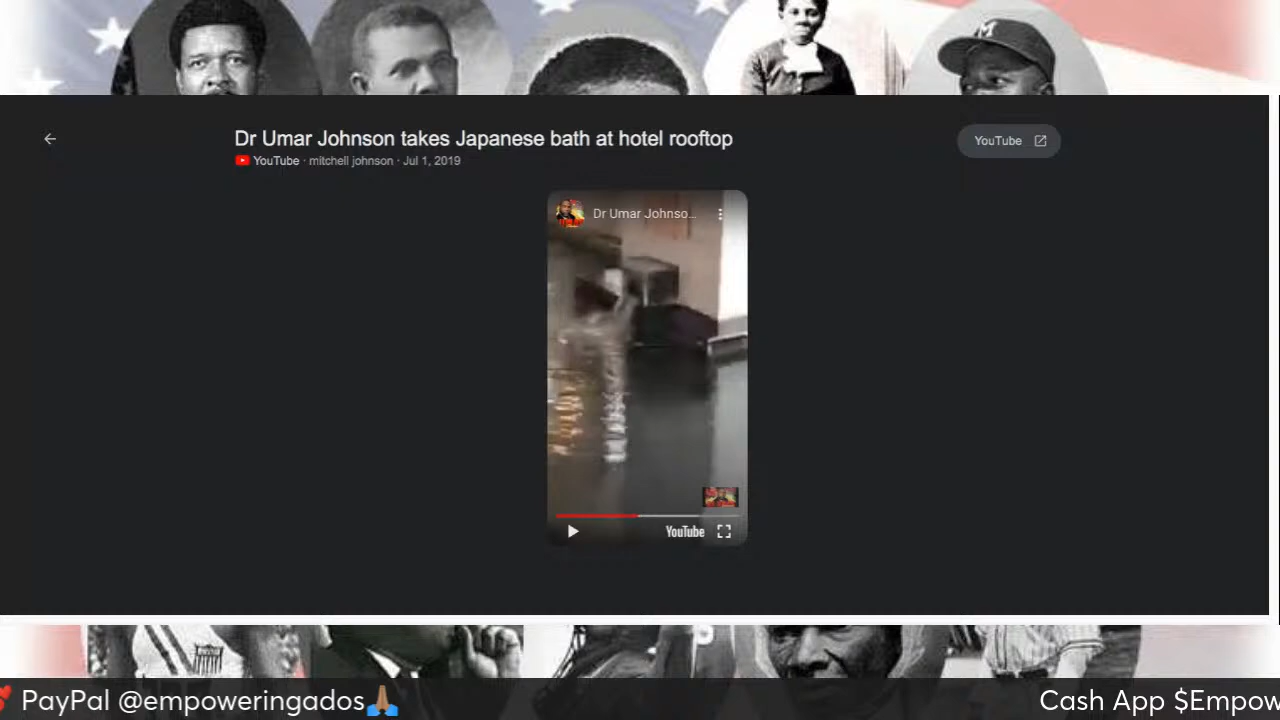 M
Dr Umar Johnson takes Japanese bath at hotel rooftop
YouTube
YouTube · mitchell johnson · Jul 1, 2019
Dr Umar Johnso...
YouTube
PayPal @empoweringados
Cash App $Empow